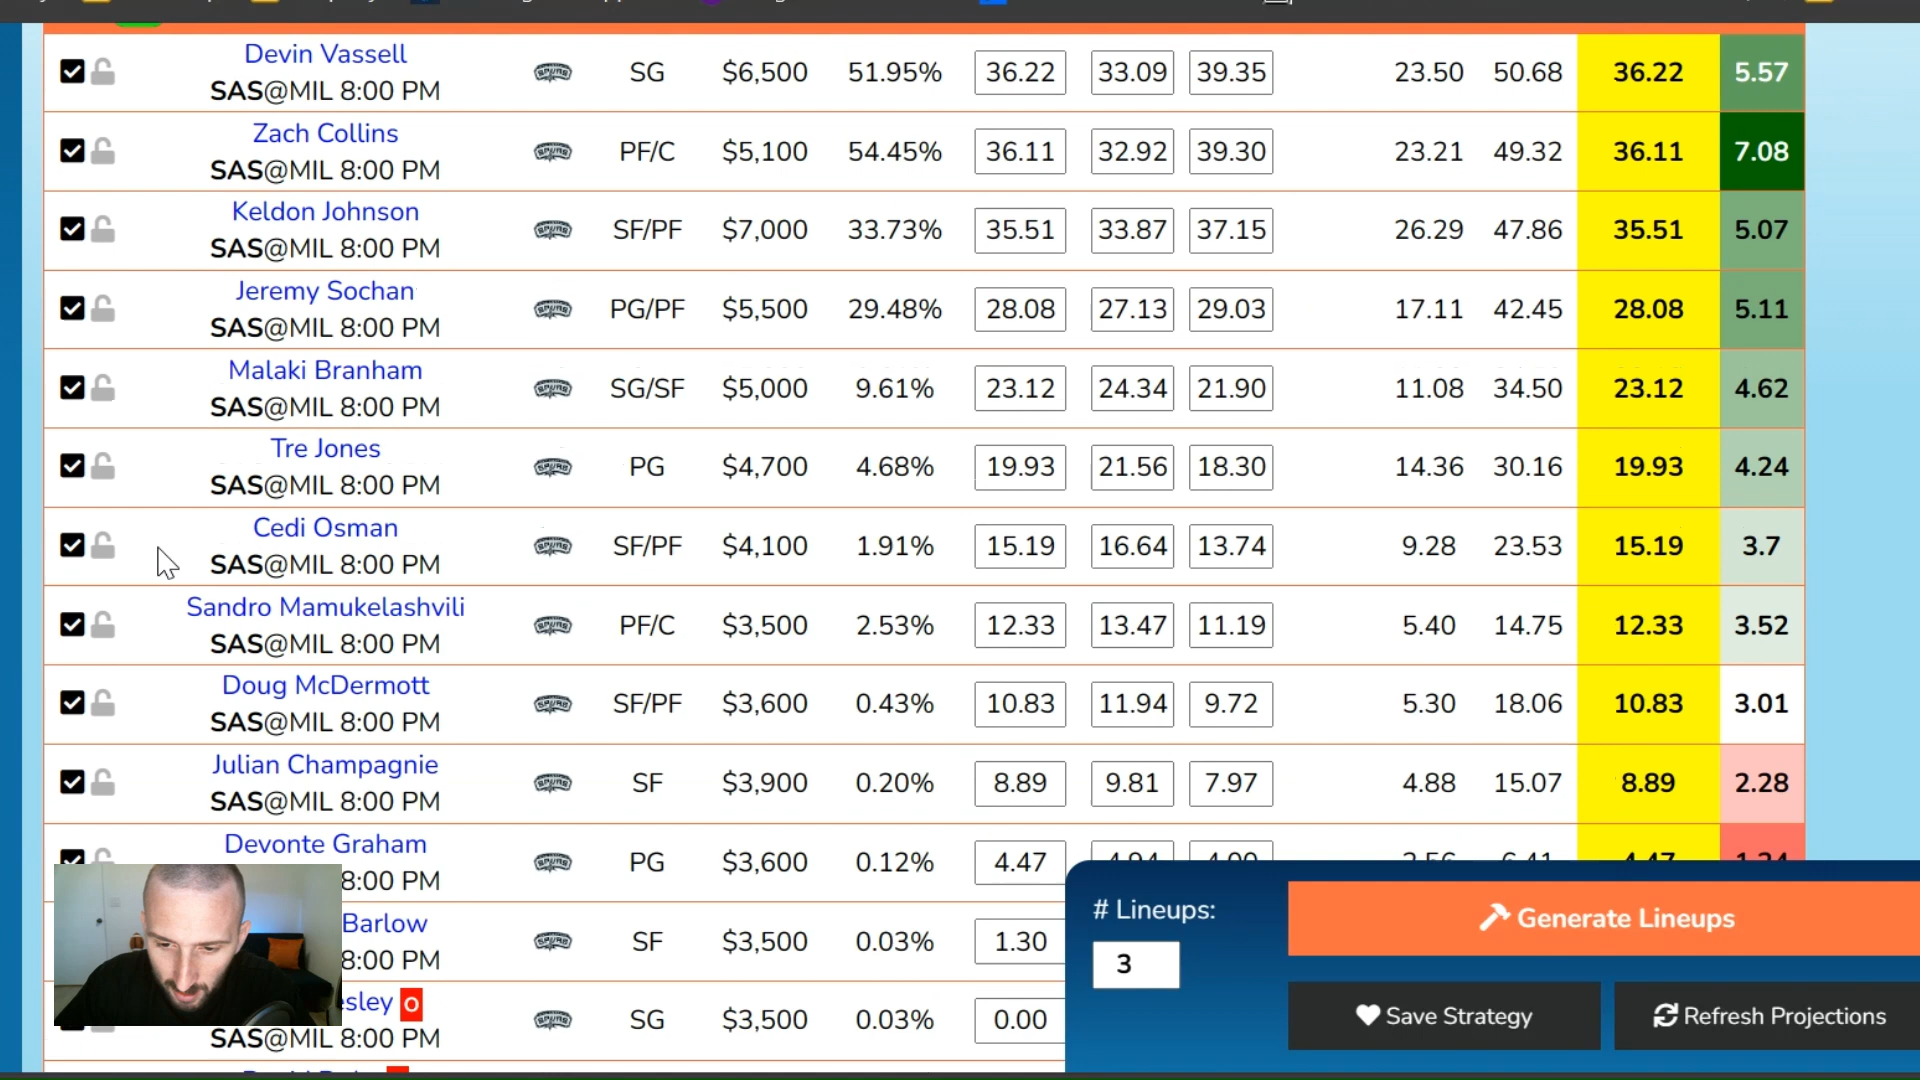 Devin Vassell
SAS@MIL 8:00 PM
SPURS SG $6,500 51.95% 36.22 33.09 39.35 23.50 50.68 36.22 5.57
Zach Collins
SAS@MIL 8:00 PM
SPURS PF/C $5,100 54.45% 36.11 32.92 39.30 23.21 49.32 36.11 7.08
Keldon Johnson
SAS@MIL 8:00 PM
SPURS SF/PF $7,000 33.73% 35.51 33.87 37.15 26.29 47.86 35.51 5.07
Jeremy Sochan
SAS@MIL 8:00 PM
SPURS PG/PF $5,500 29.48% 28.08 27.13 29.03 17.11 42.45 28.08 5.11
Malaki Branham
SAS@MIL 8:00 PM
SPURS SG/SF $5,000 9.61% 23.12 24.34 21.90 11.08 34.50 23.12 4.62
Tre Jones
SAS@MIL 8:00 PM
SPURS PG $4,700 4.68% 19.93 21.56 18.30 14.36 30.16 19.93 4.24
Cedi Osman
SAS@MIL 8:00 PM
SPURS SF/PF $4,100 1.91% 15.19 16.64 13.74 9.28 23.53 15.19 3.7
Sandro Mamukelashvili
SAS@MIL 8:00 PM
SPURS PF/C $3,500 2.53% 12.33 13.47 11.19 5.40 14.75 12.33 3.52
Doug McDermott
SAS@MIL 8:00 PM
SPURS SF/PF $3,600 0.43% 10.83 11.94 9.72 5.30 18.06 10.83 3.01
Julian Champagnie
SAS@MIL 8:00 PM
SPURS SF $3,900 0.20% 8.89 9.81 7.97 4.88 15.07 8.89 2.28
Devonte Graham
8:00 PM
SPURS PG $3,600 0.12% 4.47
Barlow
8:00 PM
SPURS SF $3,500 0.03% 1.30
esley O
SAS@MIL 8:00 PM
SPURS SG $3,500 0.03% 0.00
# Lineups:
3
Generate Lineups
Save Strategy
Refresh Projections